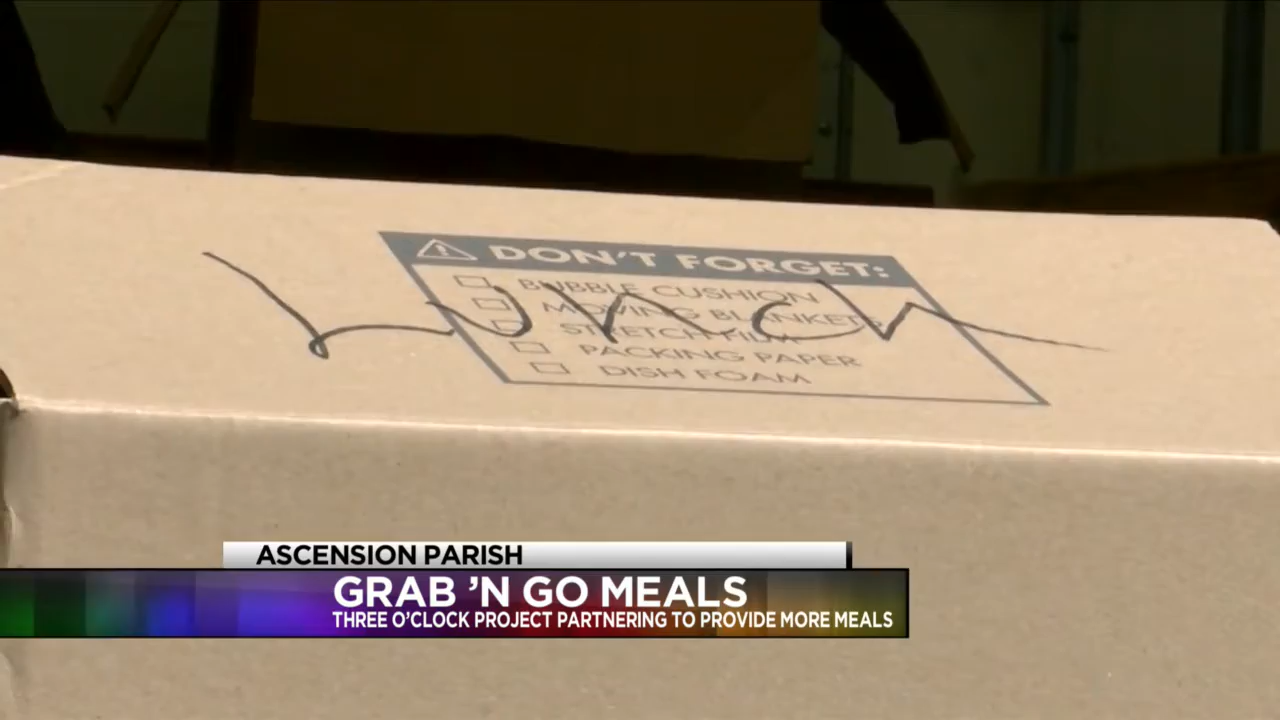 DON'T FORGET:
BUBBLE CUSHION
MOVING BLANKETS
STRETCH FILM
PACKING PAPER
DISH FOAM
Lunch
ASCENSION PARISH
GRAB 'N GO MEALS
THREE O'CLOCK PROJECT PARTNERING TO PROVIDE MORE MEALS